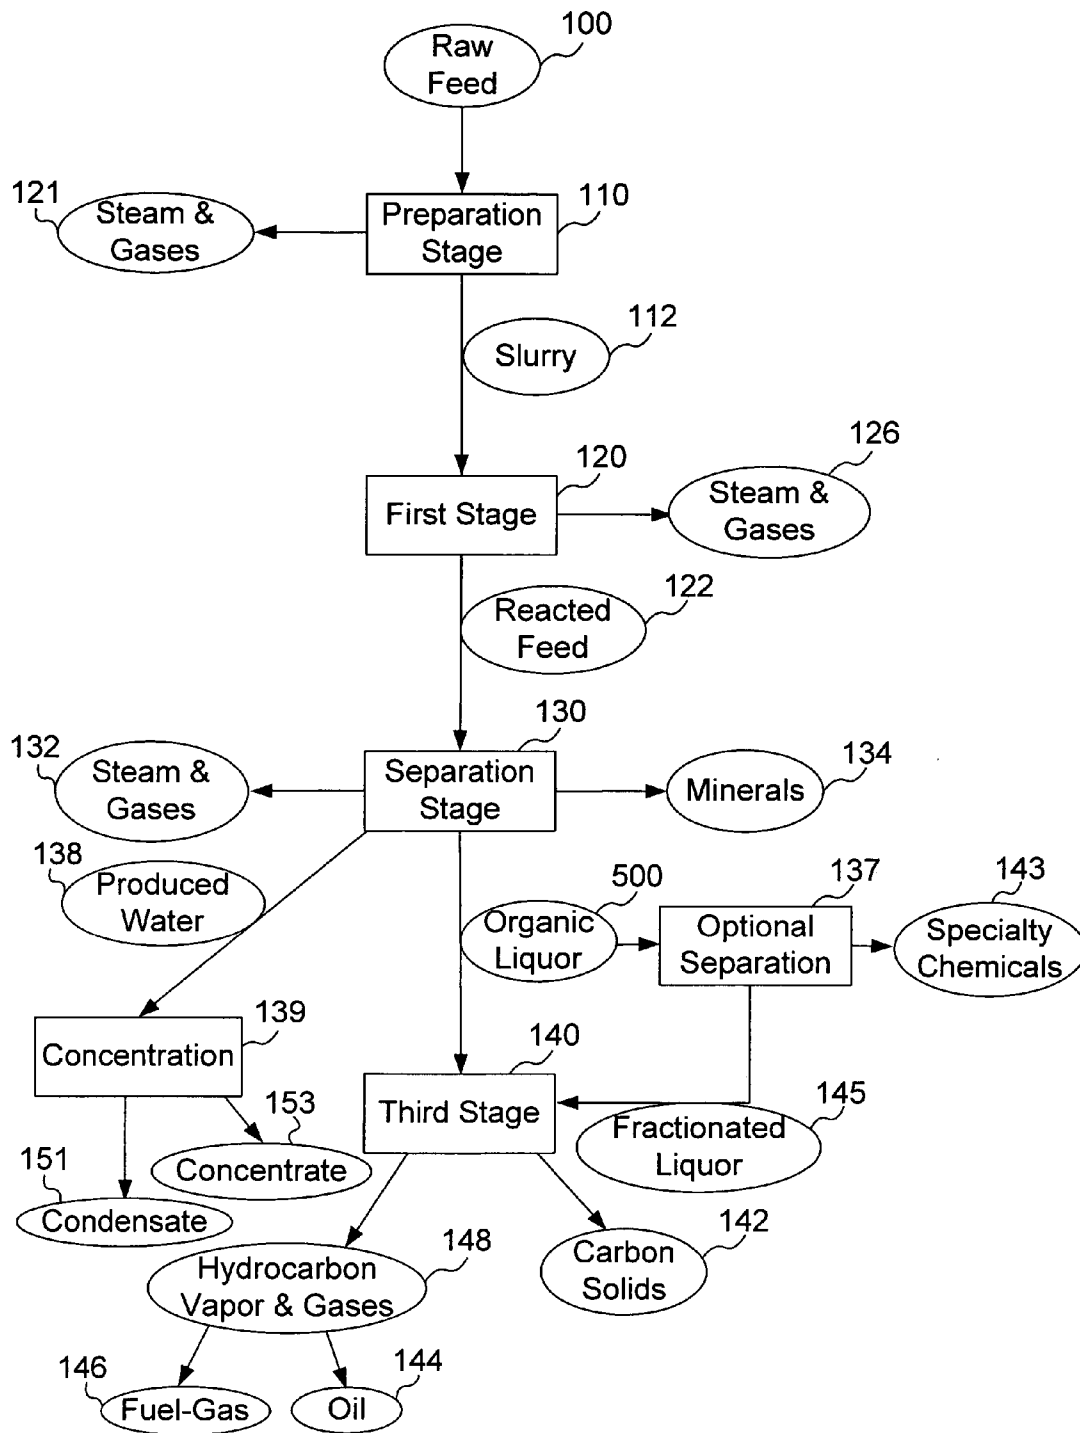 100
Raw
Feed
121
Steam &
Gases
Preparation
Stage
110
112
Slurry
126
120
Steam &
Gases
First Stage
122
Reacted
Feed
130
132
Steam &
Gases
Separation
Stage
134
Minerals
138
Produced
Water
500
Organic
Liquor
137
Optional
Separation
143
Specialty
Chemicals
139
Concentration
140
Third Stage
153
Concentrate
145
Fractionated
Liquor
151
Condensate
148
Hydrocarbon
Vapor & Gases
142
Carbon
Solids
146
Fuel-Gas
144
Oil